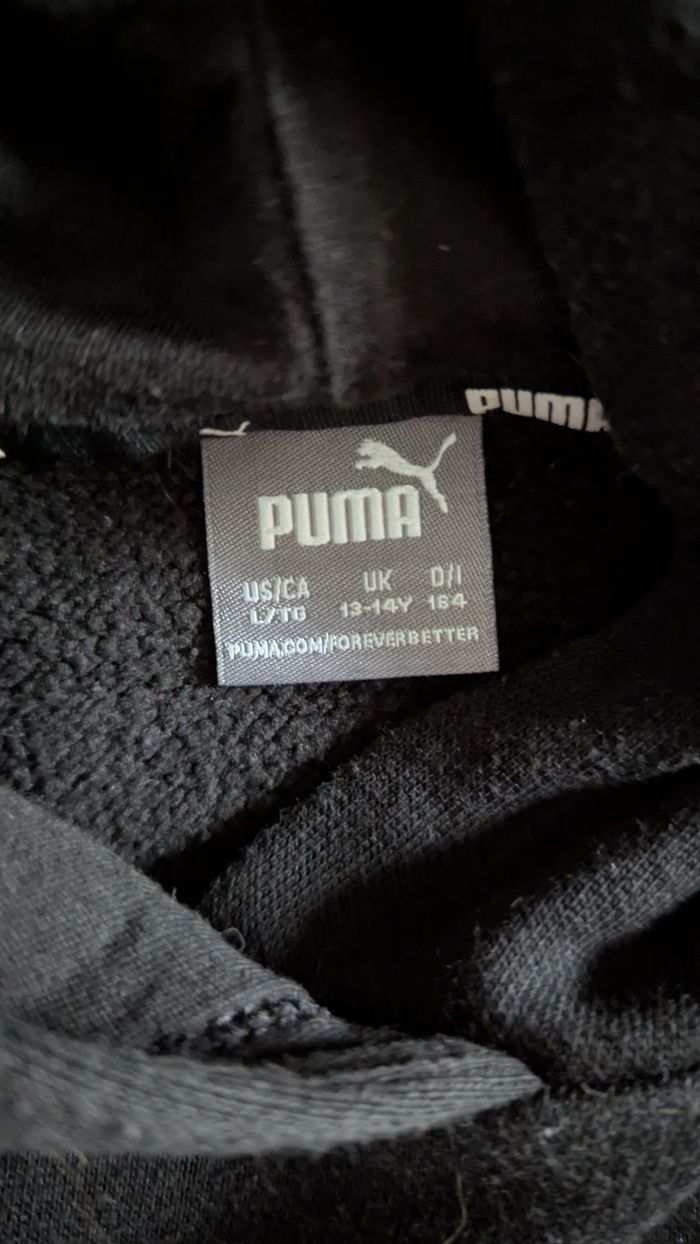 PUMA
PUMA
US/CA UK D/I
L/TG 13-14Y 164
PUMA.COM/FOREVERBETTER